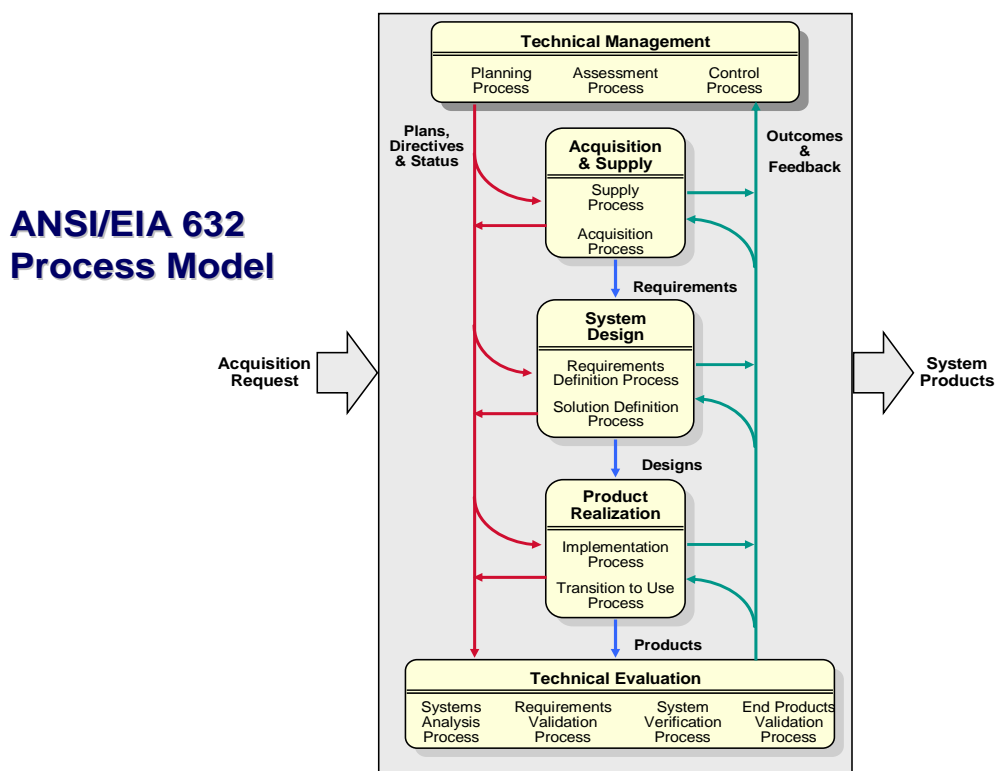 Technical Management
Planning
Process
Assessment
Process
Control
Process
Plans,
Directives
& Status
Outcomes
&
Feedback
Acquisition
& Supply
Supply
Process
Acquisition
Process
ANSI/EIA 632
Process Model
Requirements
System
Design
Requirements
Definition Process
Solution Definition
Process
Acquisition
Request
System
Products
Designs
Product
Realization
Implementation
Process
Transition to Use
Process
Products
Technical Evaluation
Systems
Analysis
Process
Requirements
Validation
Process
System
Verification
Process
End Products
Validation
Process